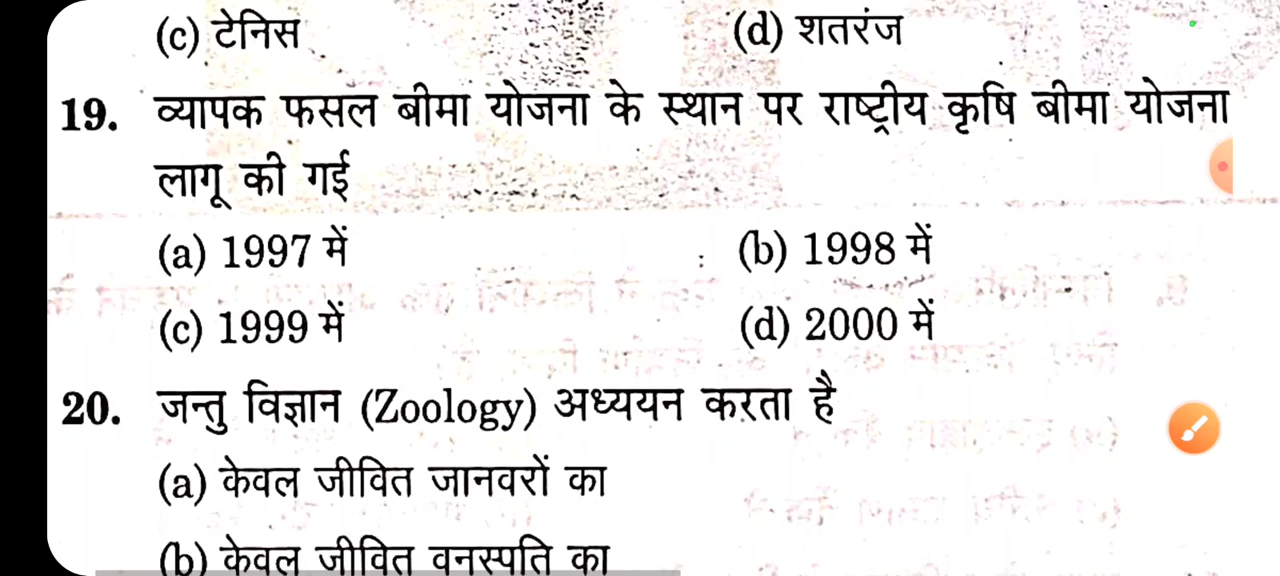 (c) टेनिस (d) शतरंज
19. व्यापक फसल बीमा योजना के स्थान पर राष्ट्रीय कृषि बीमा योजना
लागू की गई
(a) 1997 में (b) 1998 में
(c) 1999 में (d) 2000 में
20. जन्तु विज्ञान (Zoology) अध्ययन करता है
(a) केवल जीवित जानवरों का
(b) केवल जीवित वनस्पति का